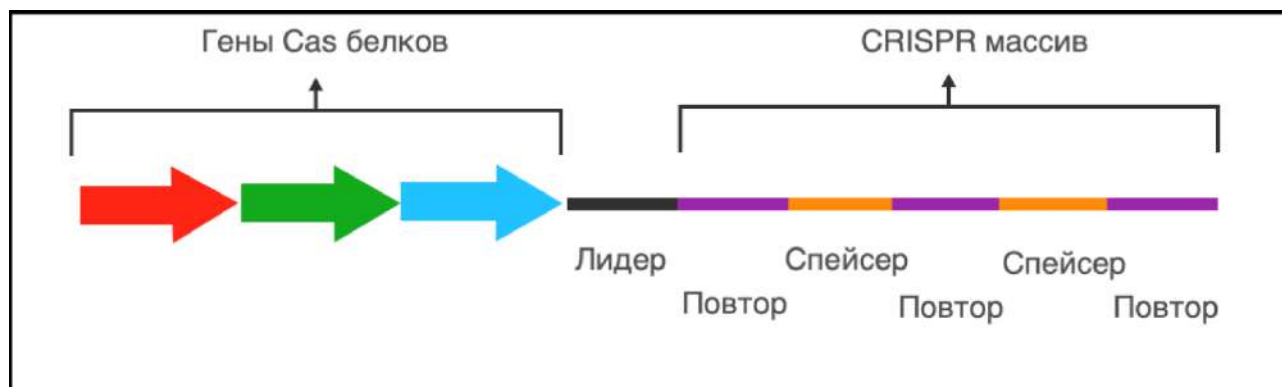 Гены Cas белков
CRISPR массив
Лидер
Спейсер
Спейсер
Повтор
Повтор
Повтор